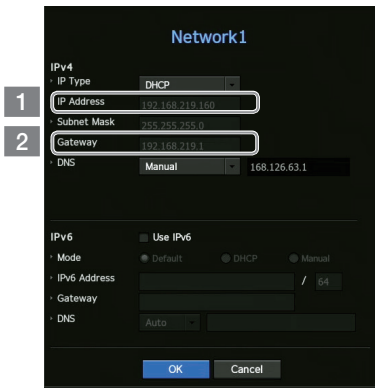 Network1
IPv4
IP Type DHCP
1 IP Address 192.168.219.160
Subnet Mask 255.255.255.0
2 Gateway 192.168.219.1
DNS Manual 168.126.63.1
IPv6 Use IPv6
Mode Default DHCP Manual
IPv6 Address / 64
Gateway
DNS Auto
OK Cancel